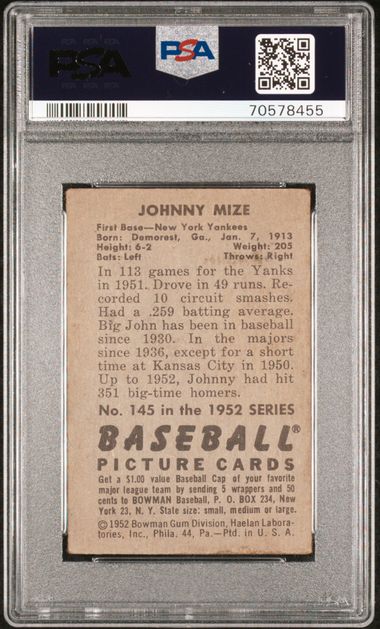 PSA
PSA
70578455
JOHNNY MIZE
First Base—New York Yankees
Born: Demorest, Ga., Jan. 7, 1913
Height: 6-2 Weight: 205
Bats: Left Throws: Right
In 113 games for the Yanks
in 1951. Drove in 49 runs. Re-
corded 10 circuit smashes.
Had a .259 batting average.
Big John has been in baseball
since 1930. In the majors
since 1936, except for a short
time at Kansas City in 1950.
Up to 1952, Johnny had hit
351 big-time homers.
No. 145 in the 1952 SERIES
BASEBALL®
PICTURE CARDS
Get a $1.00 value Baseball Cap of your favorite
major league team by sending 5 wrappers and 50
cents to BOWMAN Baseball, P. O. BOX 234, New
York 23, N. Y. State size: small, medium or large.
©1952 Bowman Gum Division, Haelan Labora-
tories, Inc., Phila. 44, Pa.—Ptd. in U. S. A.